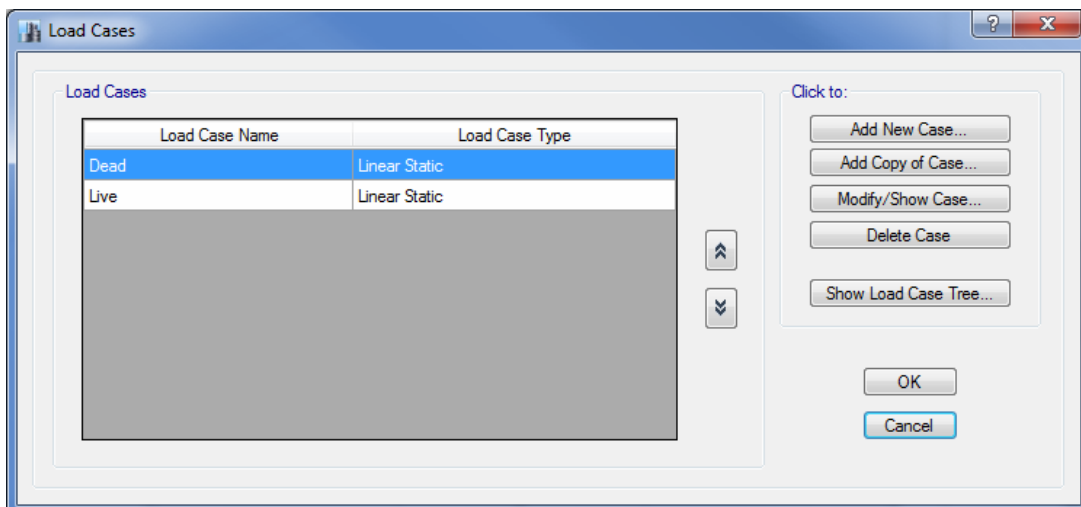 Load Cases
Load Cases
Load Case Name Load Case Type
Dead Linear Static
Live Linear Static
Click to:
Add New Case...
Add Copy of Case...
Modify/Show Case...
Delete Case
Show Load Case Tree...
OK
Cancel